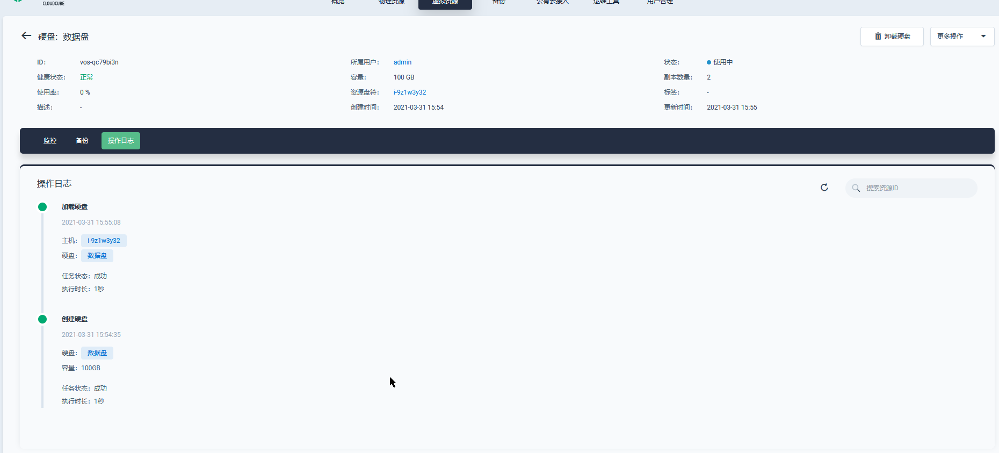 CLOUDCUBE
概览 物理资源 虚拟资源 备份 公有云接入 运维工具 用户管理
硬盘：数据盘
卸载硬盘 更多操作
ID： vos-qc79bi3n 所属用户： admin 状态： 使用中
健康状态： 正常 容量： 100 GB 副本数量： 2
使用率： 0 % 资源盘符： i-9z1w3y32 标签： -
描述： - 创建时间： 2021-03-31 15:54 更新时间： 2021-03-31 15:55
监控 备份 操作日志
操作日志
搜索资源ID
加载硬盘
2021-03-31 15:55:08
主机： i-9z1w3y32
硬盘： 数据盘
任务状态：成功
执行时长：1秒
创建硬盘
2021-03-31 15:54:35
硬盘： 数据盘
容量：100GB
任务状态：成功
执行时长：1秒